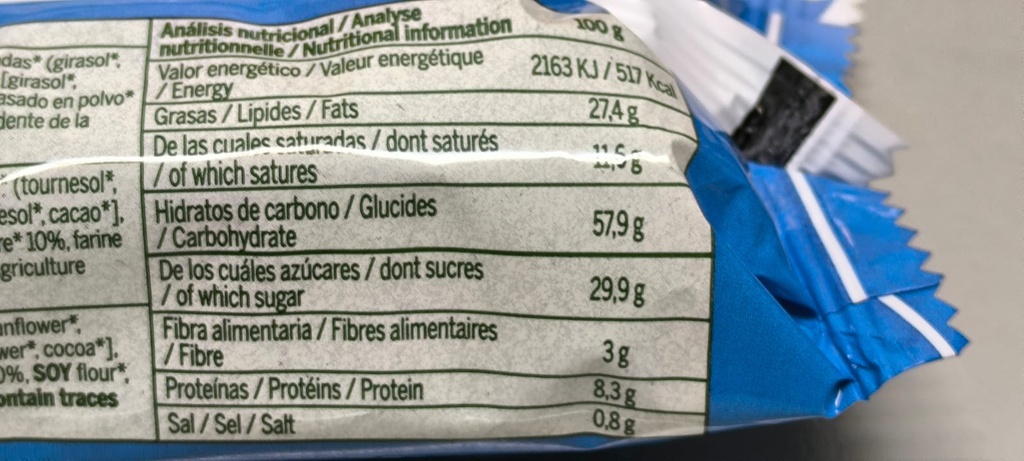 das* (girasol*,
[girasol*,
asado en polvo*
dente de la
(tournesol*,
esol*, cacao*],
re* 10%, farine
griculture
nflower*,
wer*, cocoa*],
0%, SOY flour*,
ontain traces
Análisis nutricional / Analyse
nutritionnelle / Nutritional information 100 g
Valor energético / Valeur energétique
/ Energy 2163 KJ / 517 Kcal
Grasas / Lipides / Fats 27,4 g
De las cuales saturadas / dont saturés
/ of which satures 11,5 g
Hidratos de carbono / Glucides
/ Carbohydrate 57,9 g
De los cuáles azúcares / dont sucres
/ of which sugar 29,9 g
Fibra alimentaria / Fibres alimentaires
/ Fibre 3 g
Proteínas / Protéins / Protein 8,3 g
Sal / Sel / Salt 0,8 g